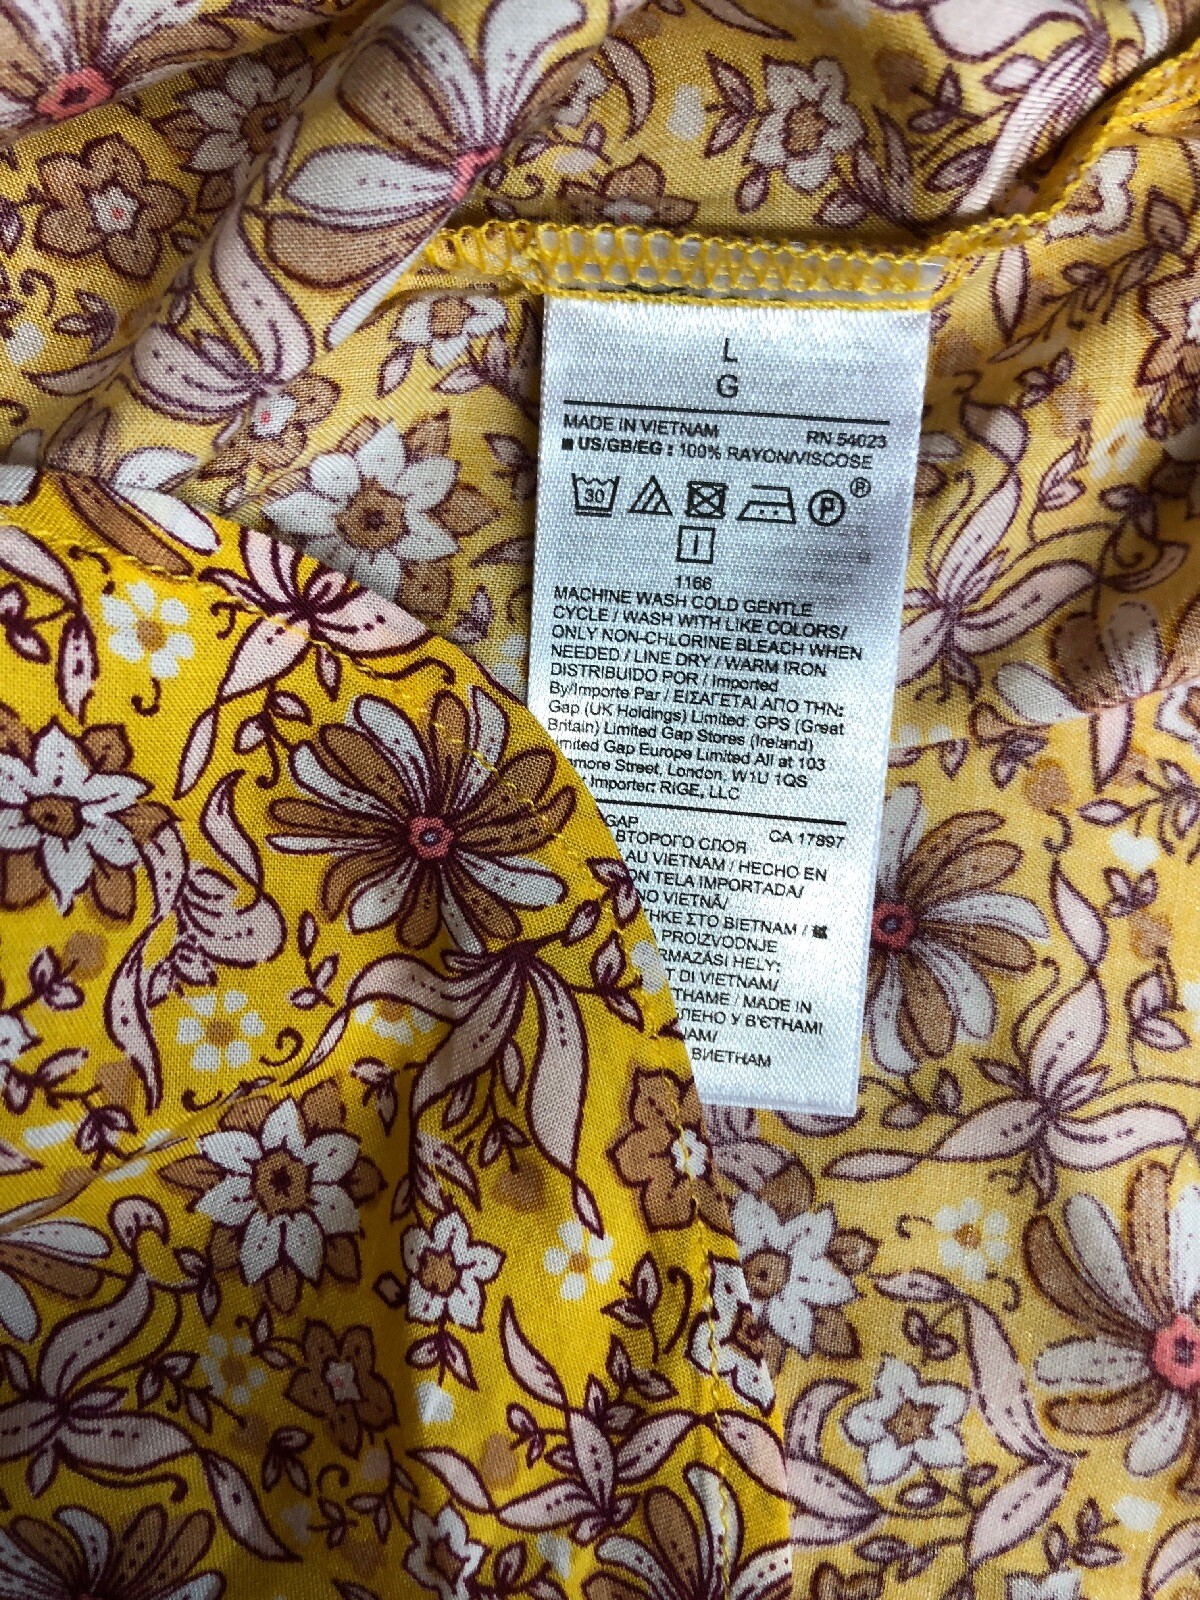 L
G
MADE IN VIETNAM RN 54023
■ US/GB/EG : 100% RAYON/VISCOSE
30 P ®
I
1166
MACHINE WASH COLD GENTLE
CYCLE / WASH WITH LIKE COLORS/
ONLY NON-CHLORINE BLEACH WHEN
NEEDED / LINE DRY / WARM IRON
DISTRIBUIDO POR / Imported
By/Importe Par / ΕΙΣΑΓΕΤΑΙ ΑΠΟ ΤΗΝ:
Gap (UK Holdings) Limited; GPS (Great
Britain) Limited Gap Stores (Ireland)
Limited Gap Europe Limited All at 103
Street, London, W1U 1QS
Importer: RIGE, LLC
GAP CA 17897
ВТОРОГО СЛОЯ
AU VIETNAM / HECHO EN
TELA IMPORTADA/
VIETNÃ/
ΣΤΟ ΒΙΕΤΝΑΜ /
PROIZVODNJE
HELY:
DI VIETNAM/
/ MADE IN
У В'ЄТНАМІ
ВИЕТНАМ